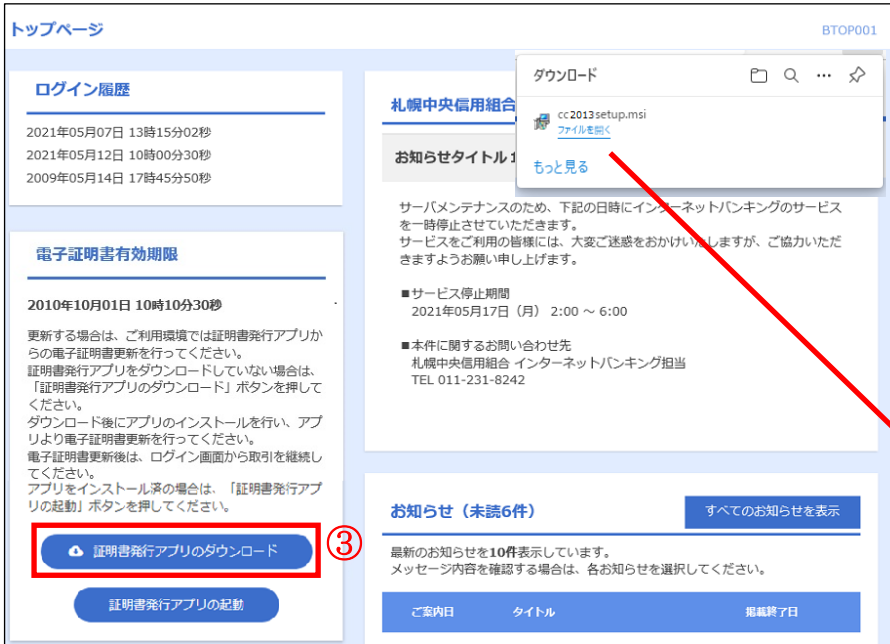 トップページ
BTOP001
ログイン履歴
2021年05月07日 13時15分02秒
2021年05月12日 10時00分30秒
2009年05月14日 17時45分50秒
電子証明書有効期限
2010年10月01日 10時10分30秒
更新する場合は、ご利用環境では証明書発行アプリか
らの電子証明書更新を行ってください。
証明書発行アプリをダウンロードしていない場合は、
「証明書発行アプリのダウンロード」ボタンを押して
ください。
ダウンロード後にアプリのインストールを行い、アプ
リより電子証明書更新を行ってください。
電子証明書更新後は、ログイン画面から取引を継続し
てください。
アプリをインストール済の場合は、「証明書発行アプ
リの起動」ボタンを押してください。
証明書発行アプリのダウンロード
③
証明書発行アプリの起動
ダウンロード
cc2013setup.msi
ファイルを開く
もっと見る
札幌中央信用組合
お知らせタイトル
サーバメンテナンスのため、下記の日時にインターネットバンキングのサービス
を一時停止させていただきます。
サービスをご利用の皆様には、大変ご迷惑をおかけいたしますが、ご協力いただ
きますようお願い申し上げます。
■サービス停止期間
2021年05月17日（月） 2:00 ～ 6:00
■本件に関するお問い合わせ先
札幌中央信用組合 インターネットバンキング担当
TEL 011-231-8242
お知らせ（未読6件）
すべてのお知らせを表示
最新のお知らせを10件表示しています。
メッセージ内容を確認する場合は、各お知らせを選択してください。
ご案内日 タイトル 掲載終了日